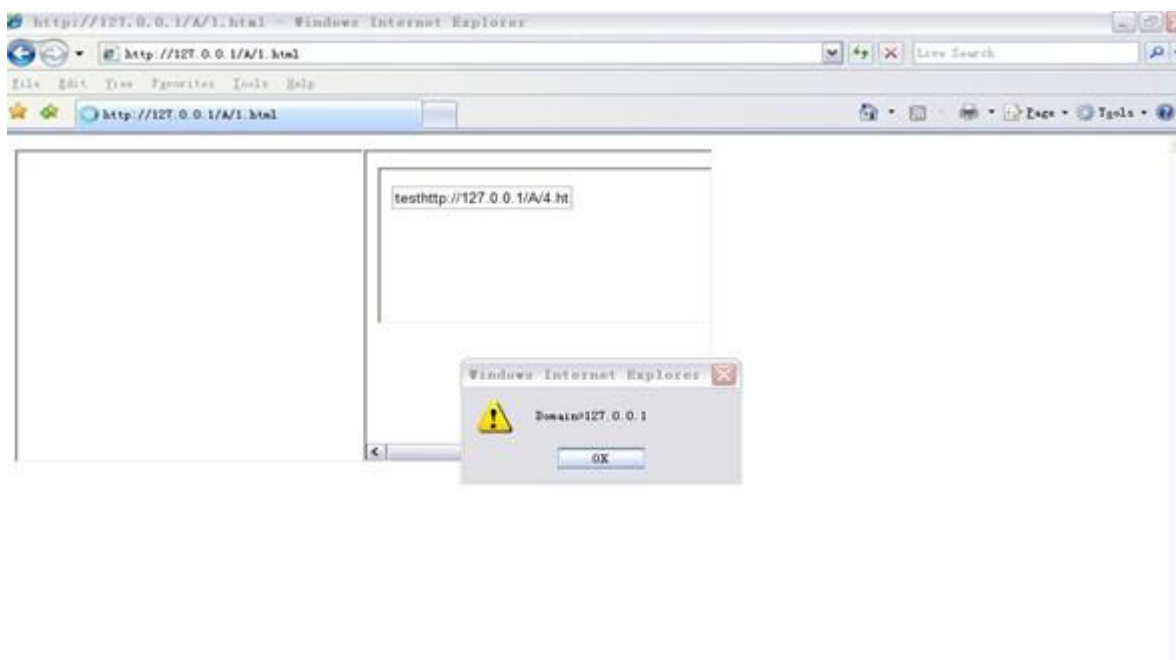 http://127.0.0.1/A/1.html - Windows Internet Explorer
http://127.0.0.1/A/1.html
Live Search
File Edit View Favorites Tools Help
http://127.0.0.1/A/1.html
Page Tools
testhttp://127.0.0.1/A/4.ht
Windows Internet Explorer
Domain=127.0.0.1
OK